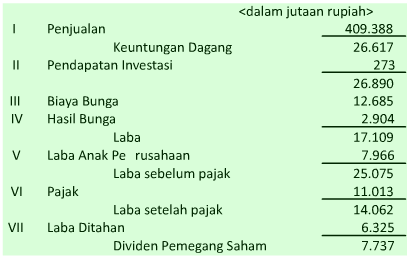 <dalam jutaan rupiah>
I Penjualan 409.388
Keuntungan Dagang 26.617
II Pendapatan Investasi 273
26.890
III Biaya Bunga 12.685
IV Hasil Bunga 2.904
Laba 17.109
V Laba Anak Pe rusahaan 7.966
Laba sebelum pajak 25.075
VI Pajak 11.013
Laba setelah pajak 14.062
VII Laba Ditahan 6.325
Dividen Pemegang Saham 7.737